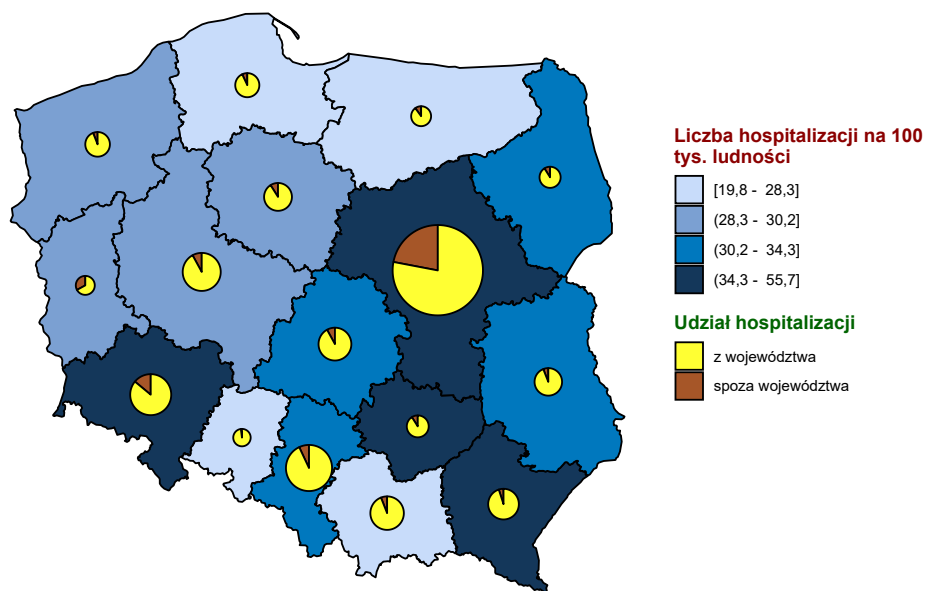 Liczba hospitalizacji na 100
tys. ludności
[19,8 - 28,3]
(28,3 - 30,2]
(30,2 - 34,3]
(34,3 - 55,7]
Udział hospitalizacji
z województwa
spoza województwa